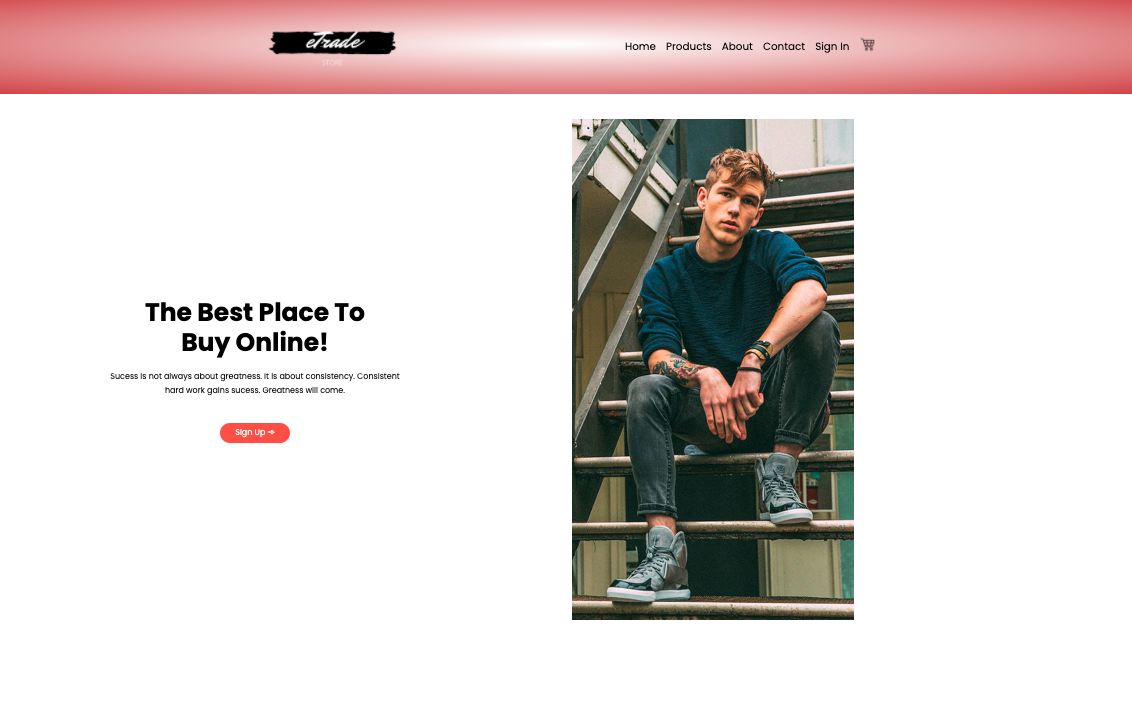 eTrade
STORE
Home Products About Contact Sign In
The Best Place To
Buy Online!
Sucess is not always about greatness. It is about consistency. Consistent
hard work gains sucess. Greatness will come.
Sign Up ➔